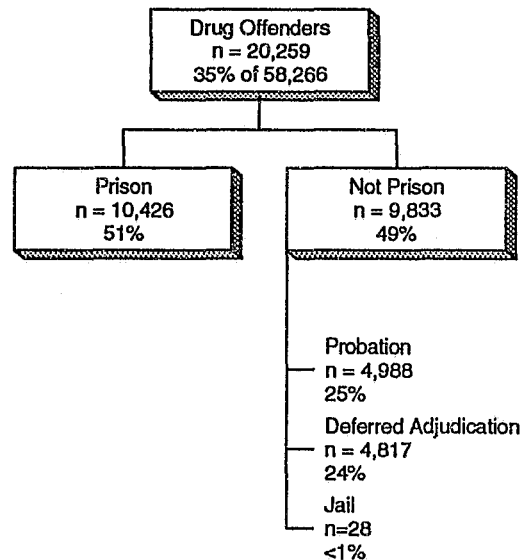 Drug Offenders
n = 20,259
35% of 58,266
Prison
n = 10,426
51%
Not Prison
n = 9,833
49%
Probation
n = 4,988
25%
Deferred Adjudication
n = 4,817
24%
Jail
n=28
<1%